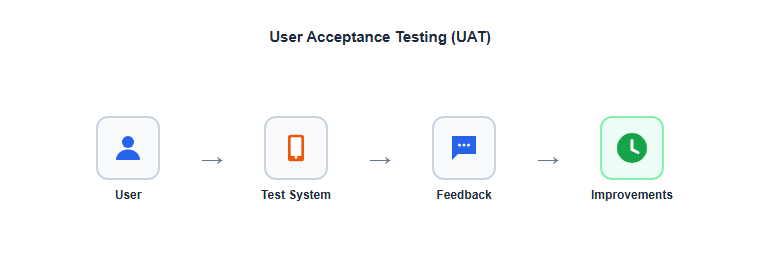 User Acceptance Testing (UAT)
User
Test System
Feedback
Improvements